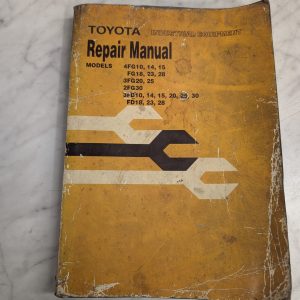 TOYOTA INDUSTRIAL EQUIPMENT
Repair Manual
MODELS 4FG10, 14, 15
FG18, 23, 28
3FG20, 25
2FG30
3FD10, 14, 15, 20, 25, 30
FD18, 23, 28